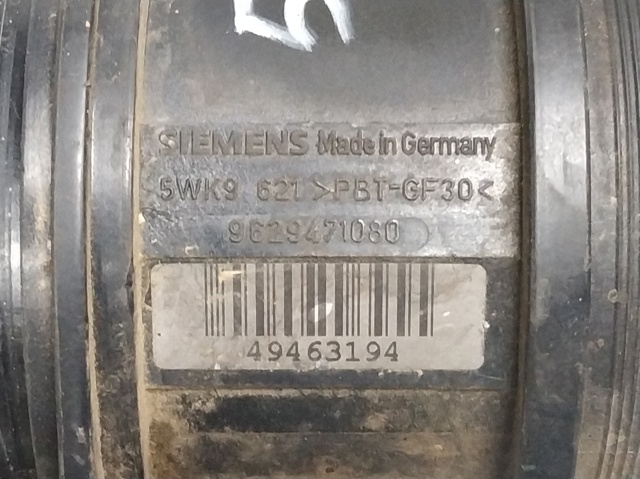 SIEMENS Made in Germany
5WK9 621 >PBT-GF30<
9629471080
49463194